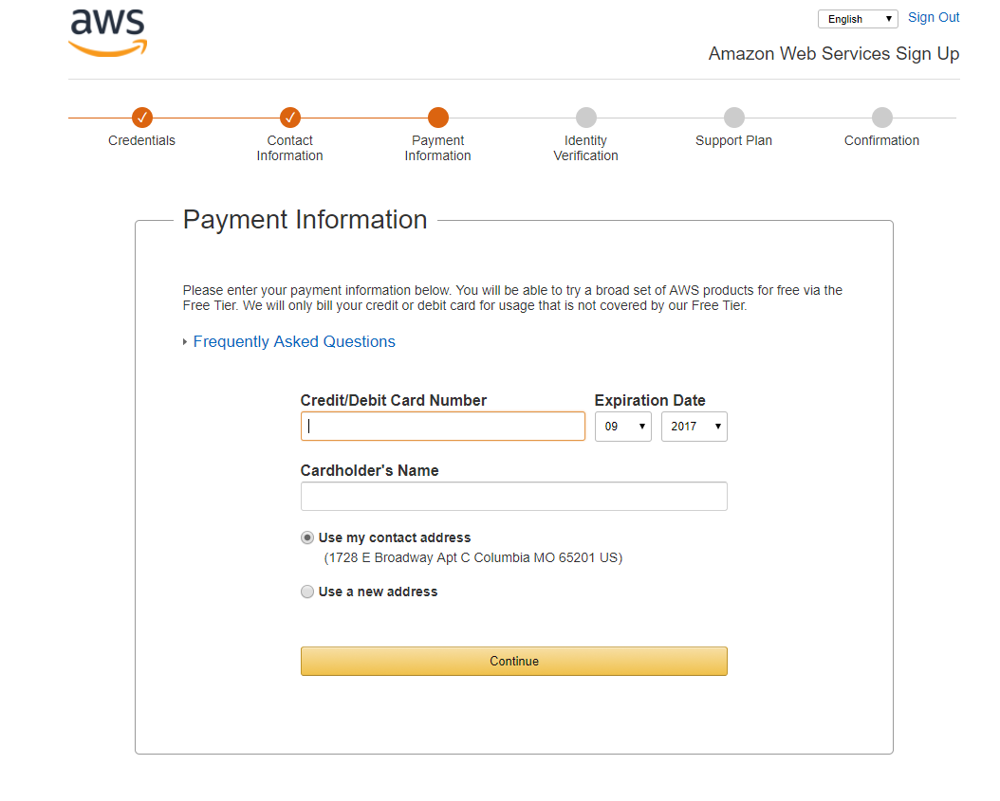 aws
English
Sign Out
Amazon Web Services Sign Up
Credentials
Contact
Information
Payment
Information
Identity
Verification
Support Plan
Confirmation
Payment Information
Please enter your payment information below. You will be able to try a broad set of AWS products for free via the
Free Tier. We will only bill your credit or debit card for usage that is not covered by our Free Tier.
Frequently Asked Questions
Credit/Debit Card Number
Expiration Date
09
2017
Cardholder's Name
Use my contact address
(1728 E Broadway Apt C Columbia MO 65201 US)
Use a new address
Continue